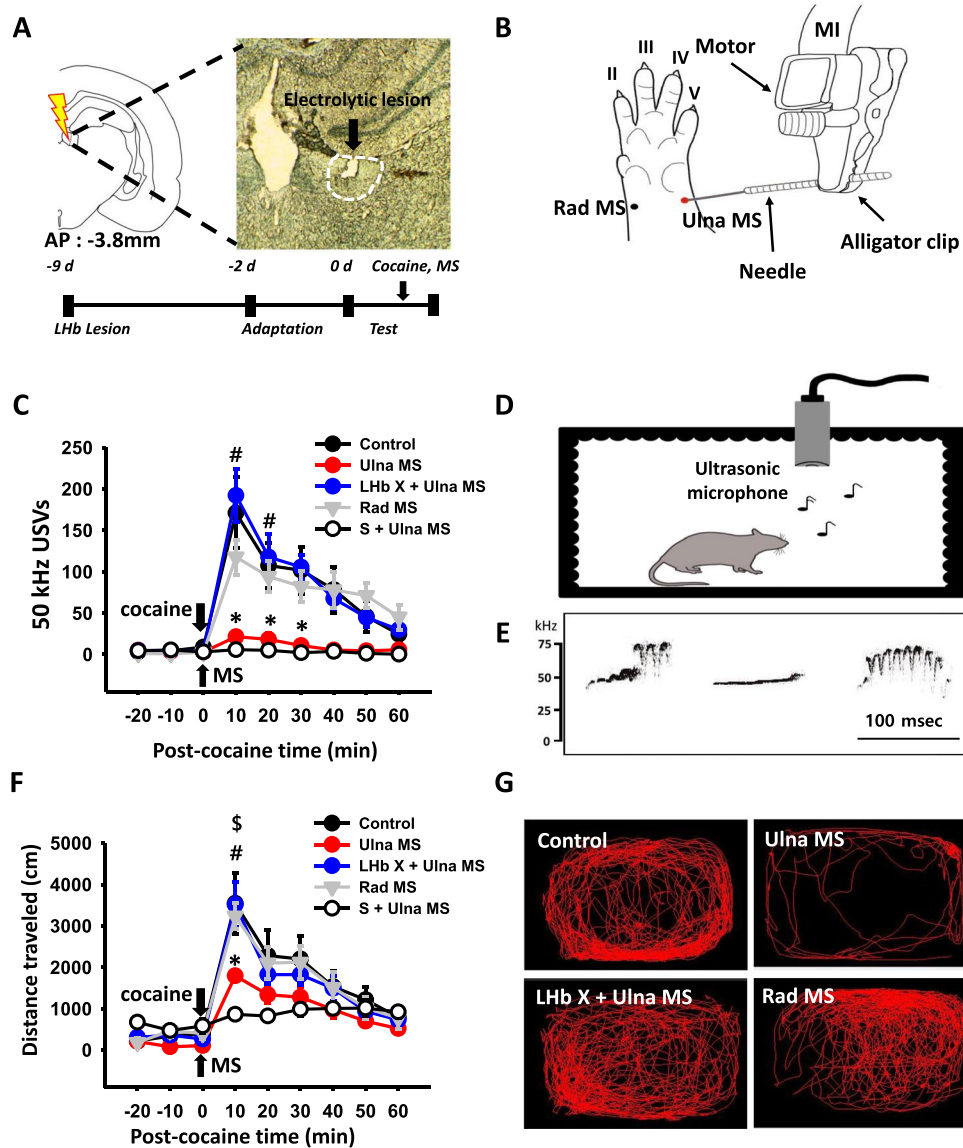 A
Electrolytic lesion
AP : -3.8mm
-9 d
-2 d
0 d
Cocaine, MS
LHb Lesion
Adaptation
Test
B
MI
Motor
II
III
IV
V
Rad MS
Ulna MS
Needle
Alligator clip
C
Control
Ulna MS
LHb X + Ulna MS
Rad MS
S + Ulna MS
50 kHz USVs
250
200
150
100
50
0
#
#
cocaine
* * *
MS
-20 -10 0 10 20 30 40 50 60
Post-cocaine time (min)
D
Ultrasonic
microphone
E
kHz
75
50
25
0
100 msec
F
Control
Ulna MS
LHb X + Ulna MS
Rad MS
S + Ulna MS
Distance traveled (cm)
5000
4000
3000
2000
1000
0
$
#
*
cocaine
MS
-20 -10 0 10 20 30 40 50 60
Post-cocaine time (min)
G
Control
Ulna MS
LHb X + Ulna MS
Rad MS